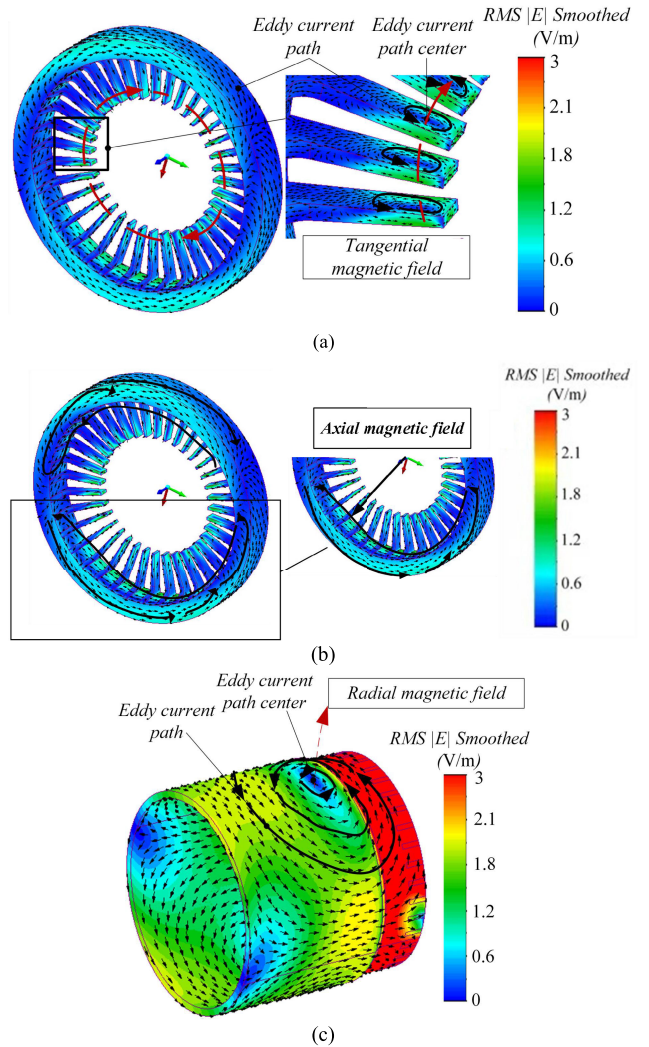 Eddy current
path
Eddy current
path center
RMS |E| Smoothed
(V/m)
3
2.1
1.8
1.2
0.6
0
Tangential
magnetic field
(a)
RMS |E| Smoothed
(V/m)
3
2.1
1.8
1.2
0.6
0
Axial magnetic field
(b)
Eddy current
path center
Radial magnetic field
Eddy current
path
RMS |E| Smoothed
(V/m)
3
2.1
1.8
1.2
0.6
0
(c)